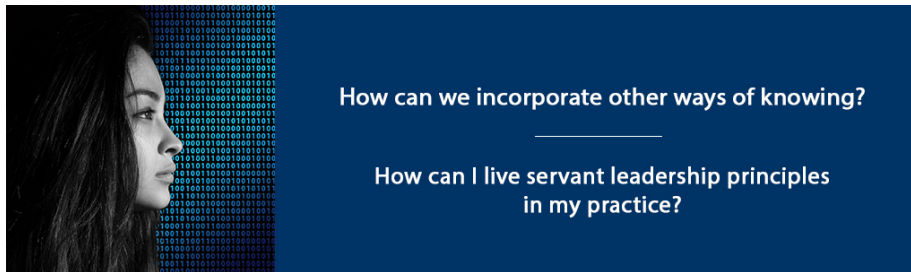 How can we incorporate other ways of knowing?
How can I live servant leadership principles
in my practice?